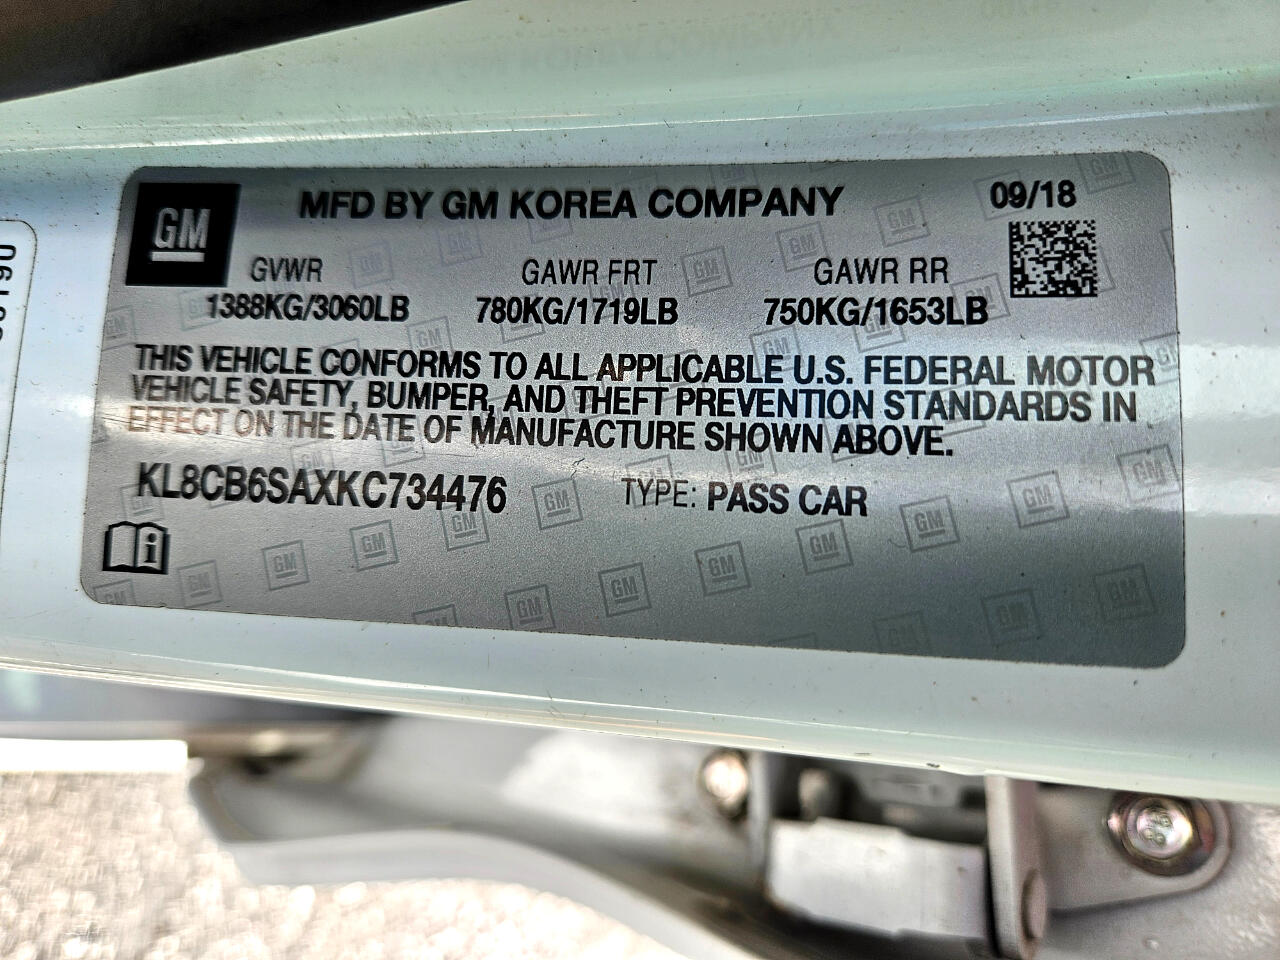 GM
MFD BY GM KOREA COMPANY
09/18
GVWR GAWR FRT GAWR RR
1388KG/3060LB 780KG/1719LB 750KG/1653LB
THIS VEHICLE CONFORMS TO ALL APPLICABLE U.S. FEDERAL MOTOR
VEHICLE SAFETY, BUMPER, AND THEFT PREVENTION STANDARDS IN
EFFECT ON THE DATE OF MANUFACTURE SHOWN ABOVE.
KL8CB6SAXKC734476 TYPE: PASS CAR